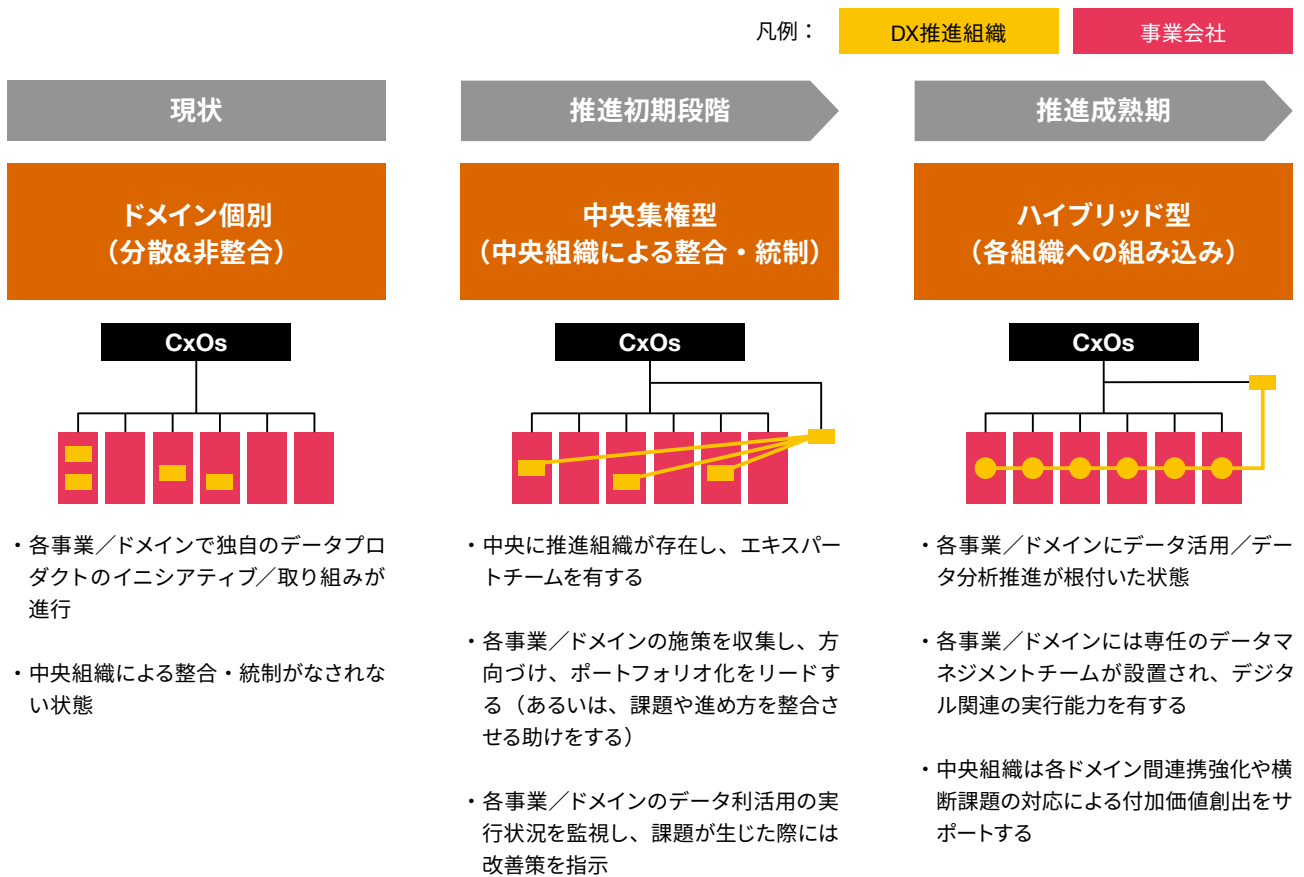 凡例：
DX推進組織
事業会社
現状
ドメイン個別
（分散&非整合）
CxOs
・各事業／ドメインで独自のデータプロ
ダクトのイニシアティブ／取り組みが
進行
・中央組織による整合・統制がなされな
い状態
推進初期段階
中央集権型
（中央組織による整合・統制）
CxOs
・中央に推進組織が存在し、エキスパー
トチームを有する
・各事業／ドメインの施策を収集し、方
向づけ、ポートフォリオ化をリードす
る（あるいは、課題や進め方を整合さ
せる助けをする）
・各事業／ドメインのデータ利活用の実
行状況を監視し、課題が生じた際には
改善策を指示
推進成熟期
ハイブリッド型
（各組織への組み込み）
CxOs
・各事業／ドメインにデータ活用／デー
タ分析推進が根付いた状態
・各事業／ドメインには専任のデータマ
ネジメントチームが設置され、デジタ
ル関連の実行能力を有する
・中央組織は各ドメイン間連携強化や横
断課題の対応による付加価値創出をサ
ポートする